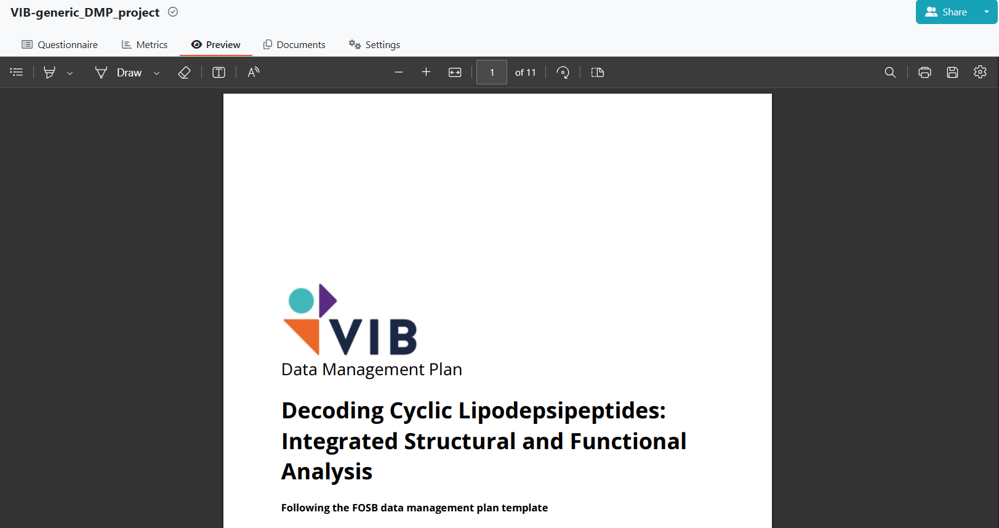 VIB-generic_DMP_project
Share
Questionnaire Metrics Preview Documents Settings
Draw 1 of 11
VIB
Data Management Plan
Decoding Cyclic Lipodepsipeptides:
Integrated Structural and Functional
Analysis
Following the FOSB data management plan template